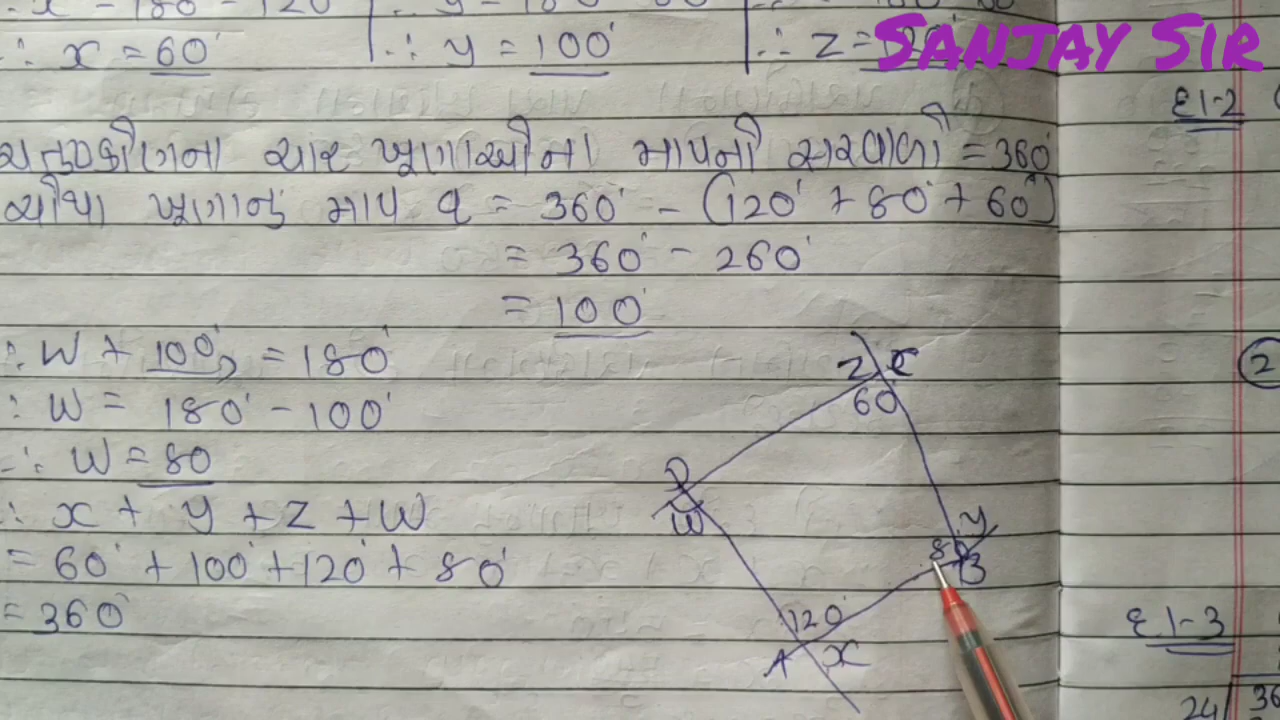 ∴ x = 60° ∴ y = 100° ∴ z = 120°
SANJAY SIR
દા-2
ચતુષ્કોણના ચાર ખૂણાઓના માપનો સરવાળો = 360°
ચોથા ખૂણાનું માપ q = 360° - (120° + 80° + 60°)
= 360° - 260°
= 100°
∴ W + 100° = 180°
∴ W = 180° - 100°
∴ W = 80
∴ x + y + z + W
= 60° + 100° + 120° + 80°
= 360°
Z C
60°
D
W
y
80
B
120°
A x
2
દા-3
24 36